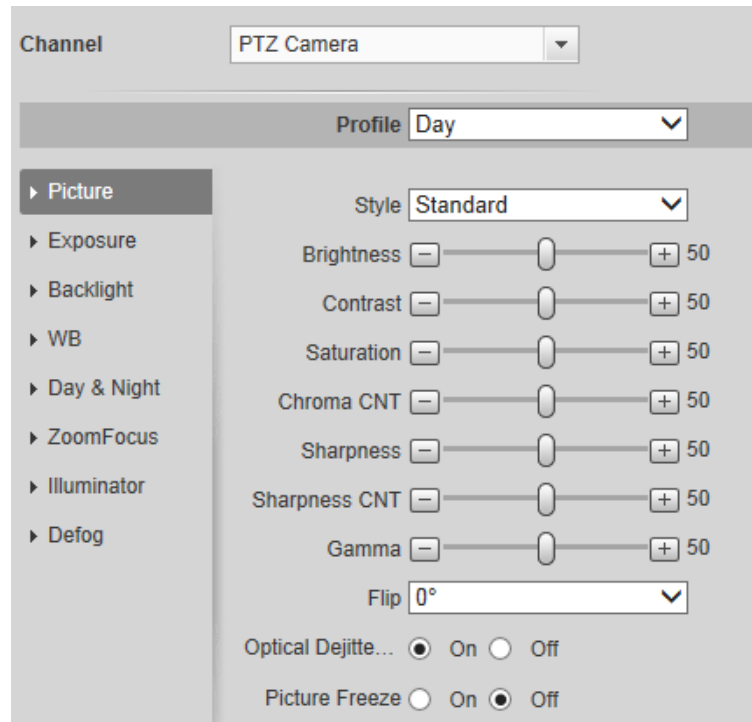 Channel PTZ Camera
Profile Day
Picture
Exposure
Backlight
WB
Day & Night
ZoomFocus
Illuminator
Defog
Style Standard
Brightness 50
Contrast 50
Saturation 50
Chroma CNT 50
Sharpness 50
Sharpness CNT 50
Gamma 50
Flip 0°
Optical Dejitte... On Off
Picture Freeze On Off